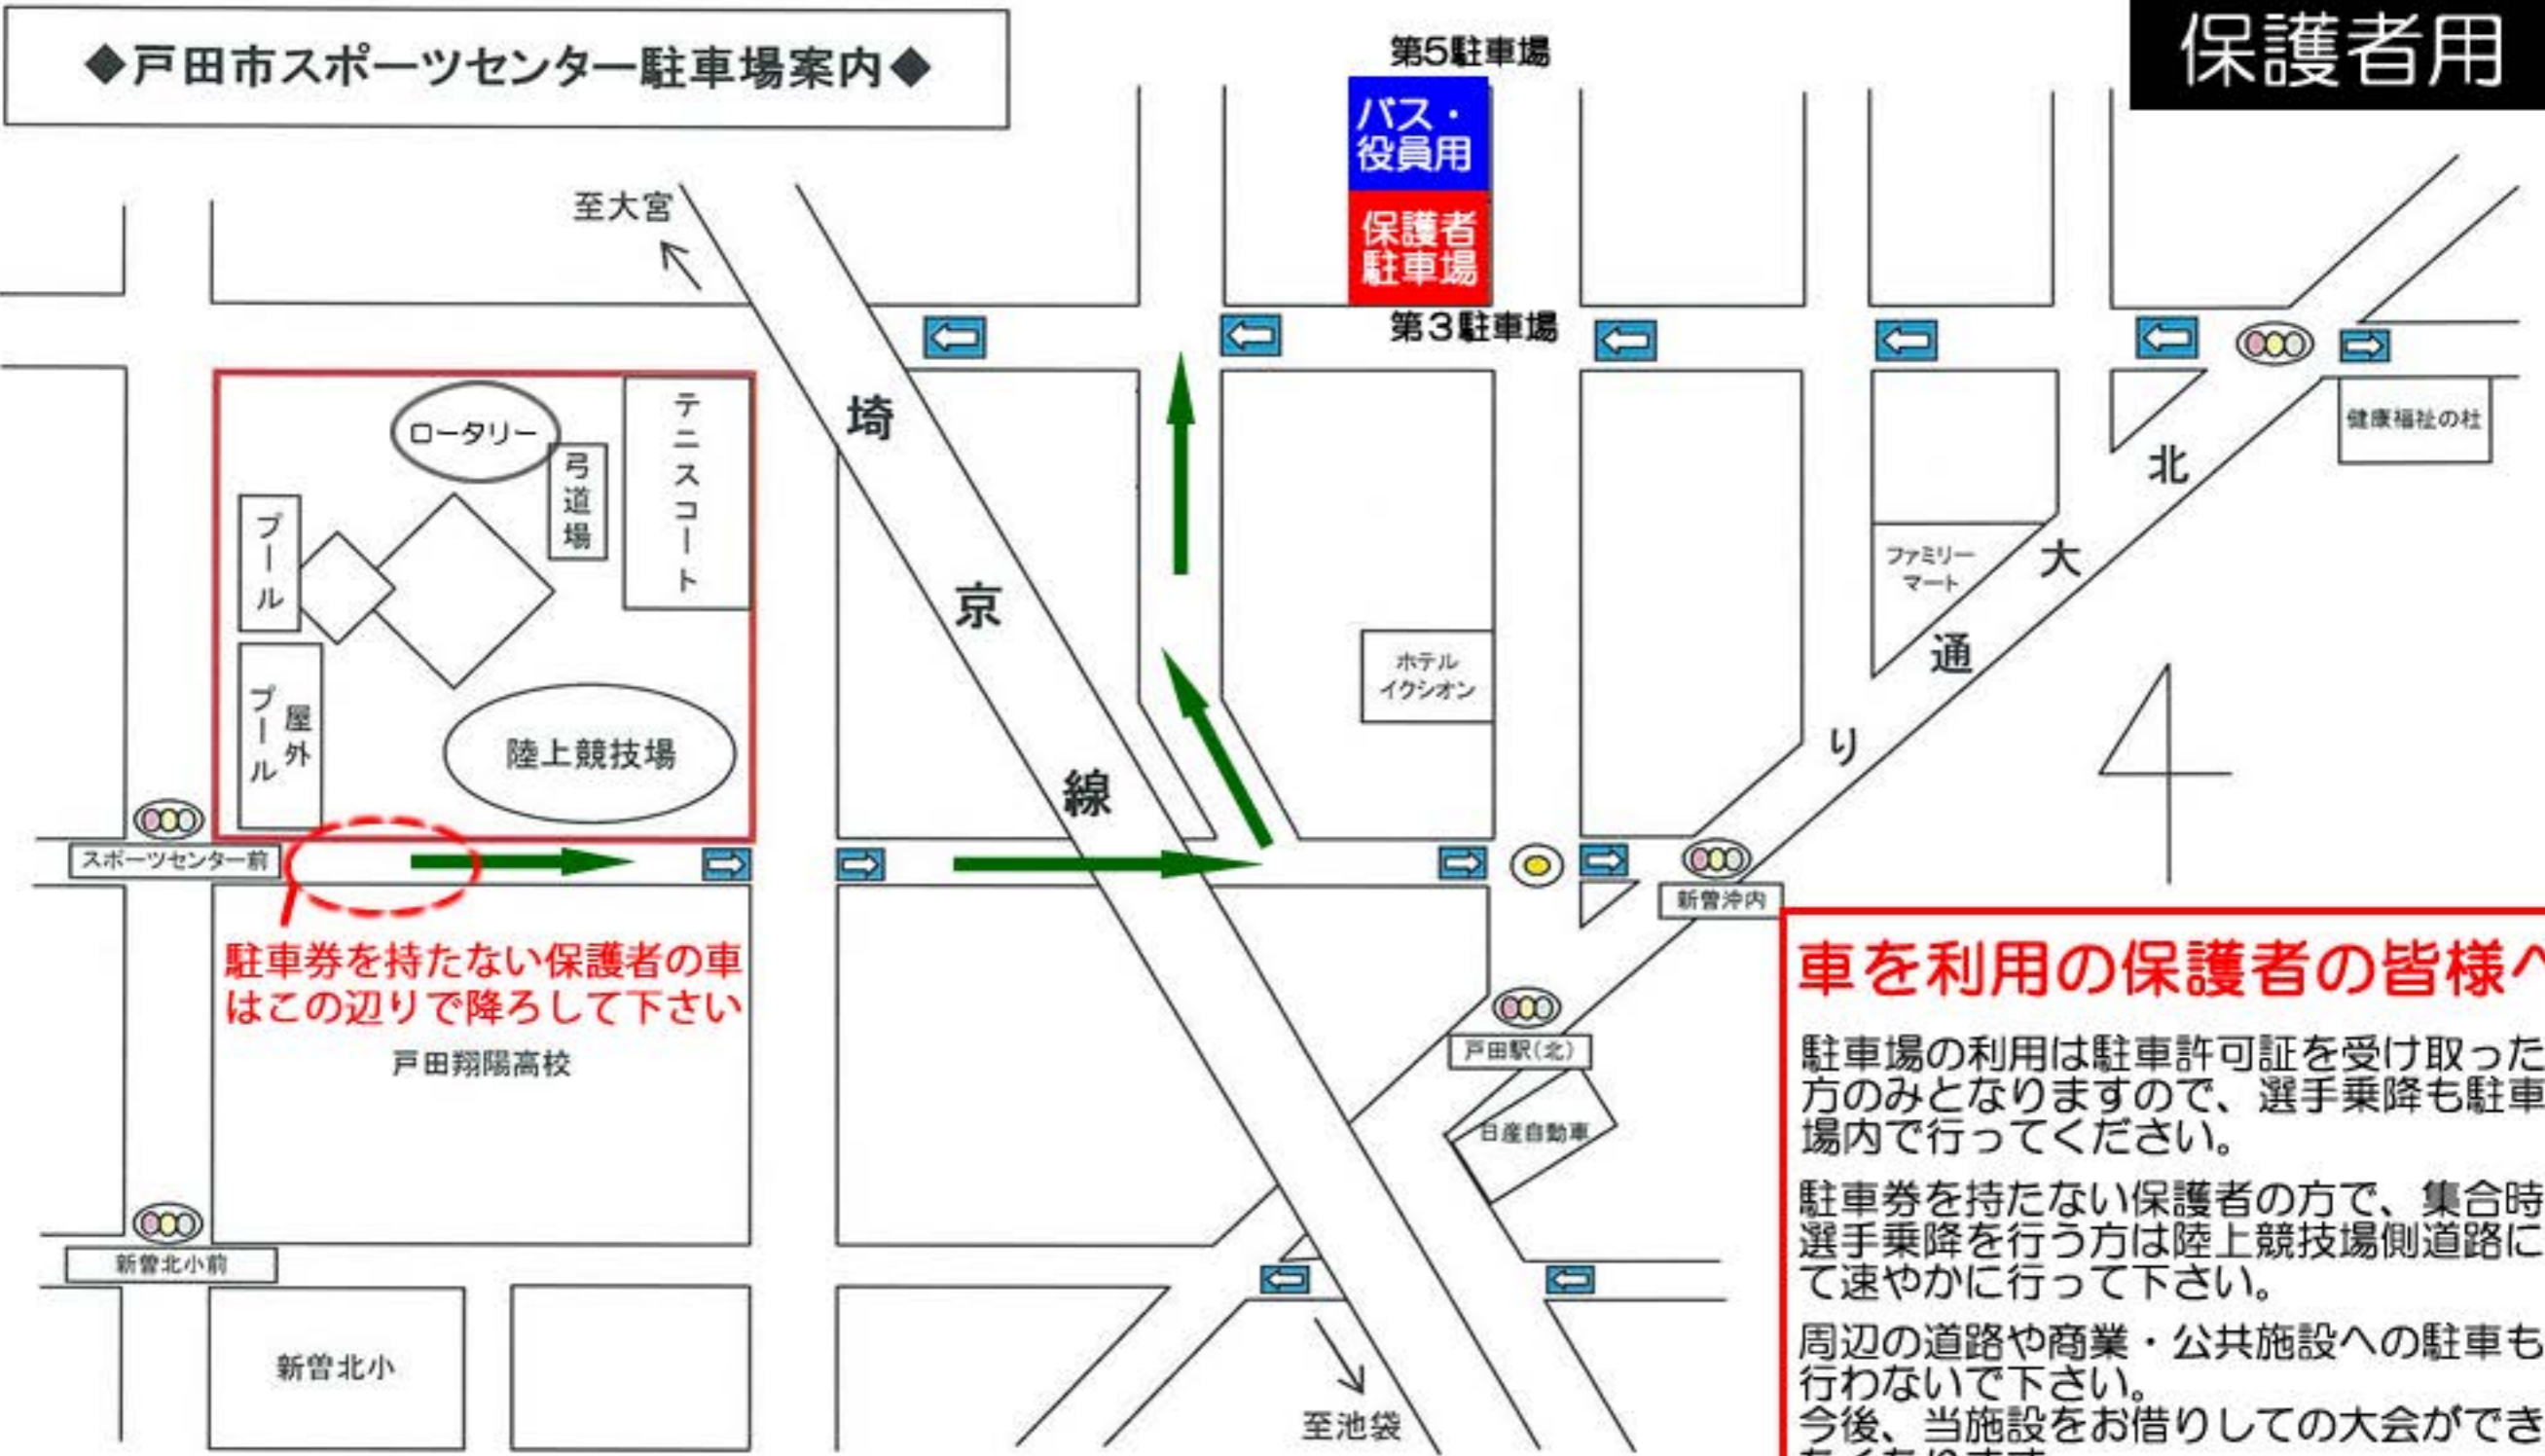 ◆戸田市スポーツセンター駐車場案内◆
保護者用
第5駐車場
バス・
役員用
保護者
駐車場
第3駐車場
至大宮
ロータリー
弓道場
テニスコート
プール
屋外
プール
陸上競技場
埼京線
ホテル
イクシオン
ファミリー
マート
健康福祉の杜
北大通り
スポーツセンター前
新曽沖内
駐車券を持たない保護者の車
はこの辺りで降ろして下さい
戸田翔陽高校
戸田駅(北)
日産自動車
新曽北小前
新曽北小
至池袋
車を利用の保護者の皆様へ
駐車場の利用は駐車許可証を受け取った
方のみとなりますので、選手乗降も駐車
場内で行ってください。
駐車券を持たない保護者の方で、集合時
選手乗降を行う方は陸上競技場側道路に
て速やかに行って下さい。
周辺の道路や商業・公共施設への駐車も
行わないで下さい。
今後、当施設をお借りしての大会ができ